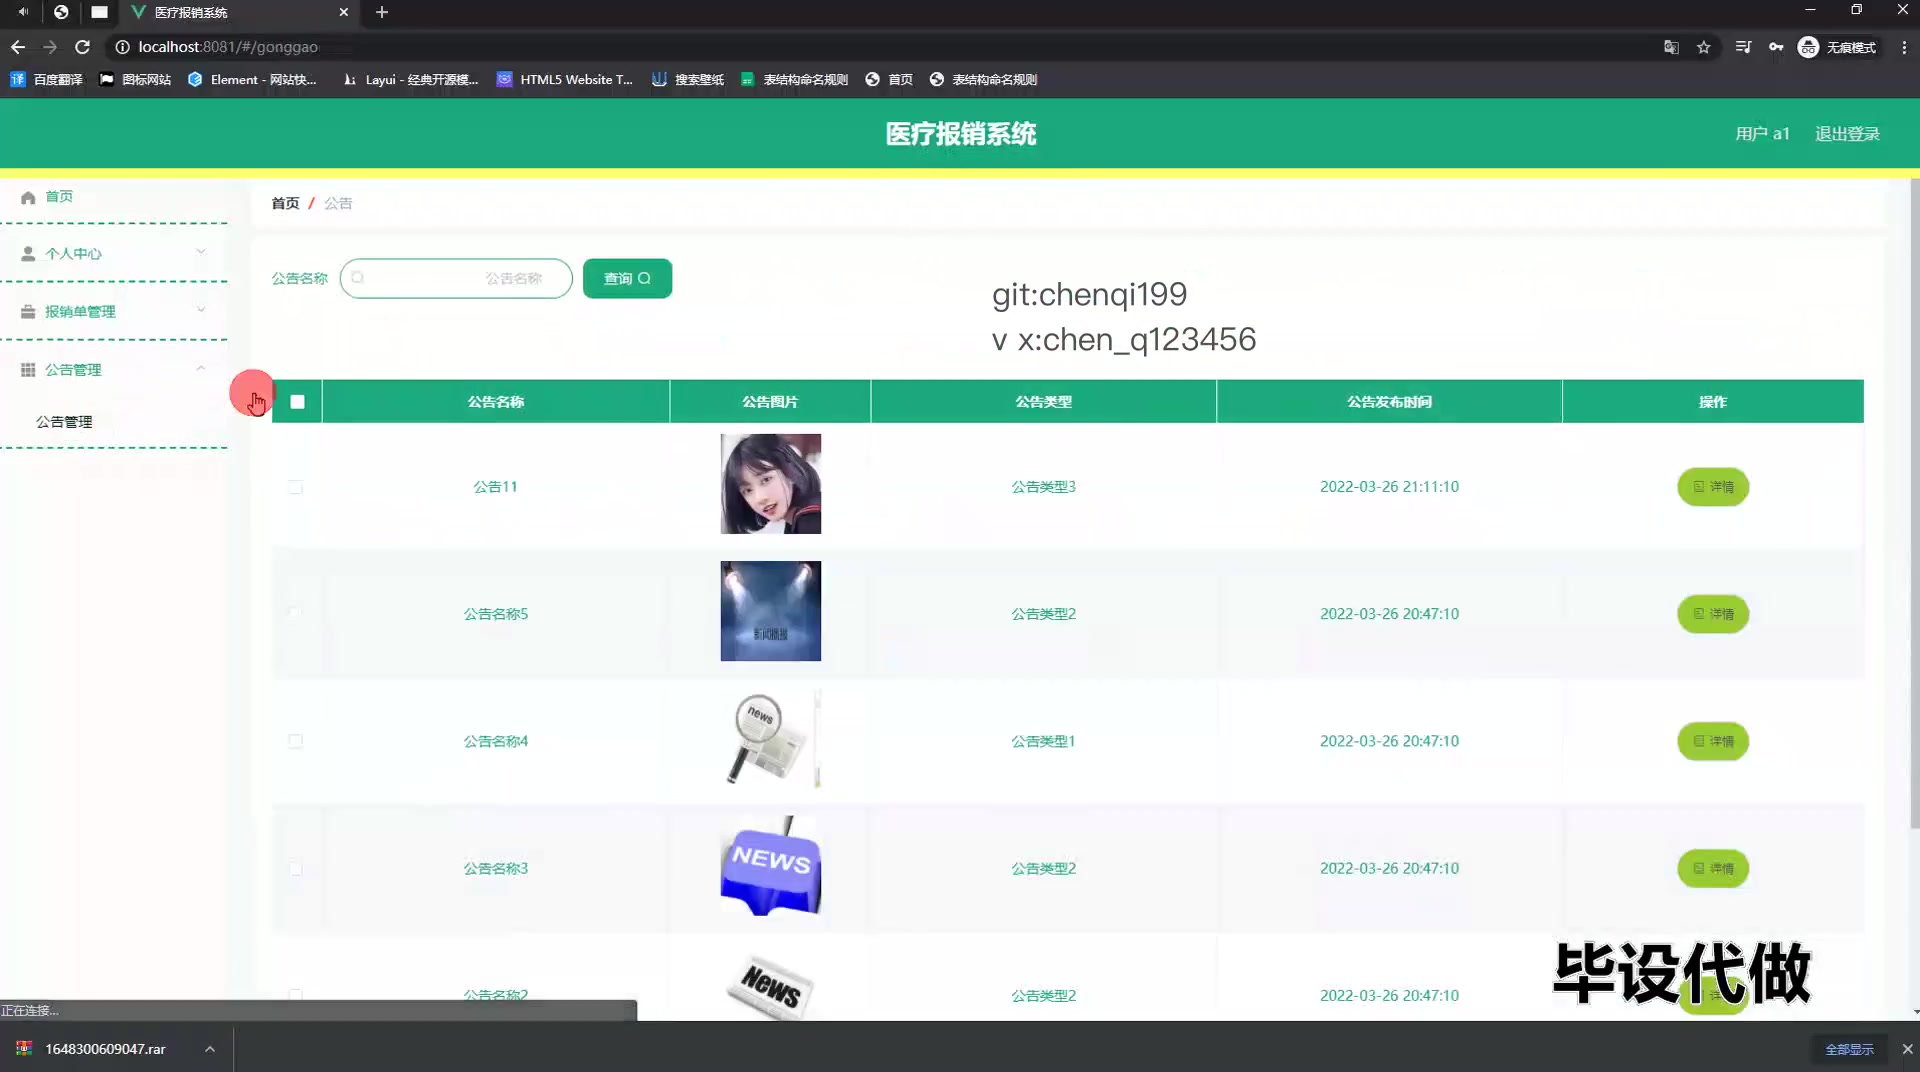 医疗报销系统
localhost:8081/#/gonggao
无痕模式
百度翻译
图标网站
Element - 网站快...
Layui - 经典开源模...
HTML5 Website T...
搜索壁纸
表结构命名规则
首页
表结构命名规则
医疗报销系统
用户 a1
退出登录
首页
个人中心
报销单管理
公告管理
公告管理
首页 / 公告
公告名称
公告名称
查询
git:chenqi199
v x:chen_q123456
公告名称 公告图片 公告类型 公告发布时间 操作
公告11 公告类型3 2022-03-26 21:11:10 详情
公告名称5 新闻播报 公告类型2 2022-03-26 20:47:10 详情
公告名称4 news 公告类型1 2022-03-26 20:47:10 详情
公告名称3 NEWS 公告类型2 2022-03-26 20:47:10 详情
公告名称2 News 公告类型2 2022-03-26 20:47:10
毕设代做
正在连接...
1648300609047.rar
全部显示